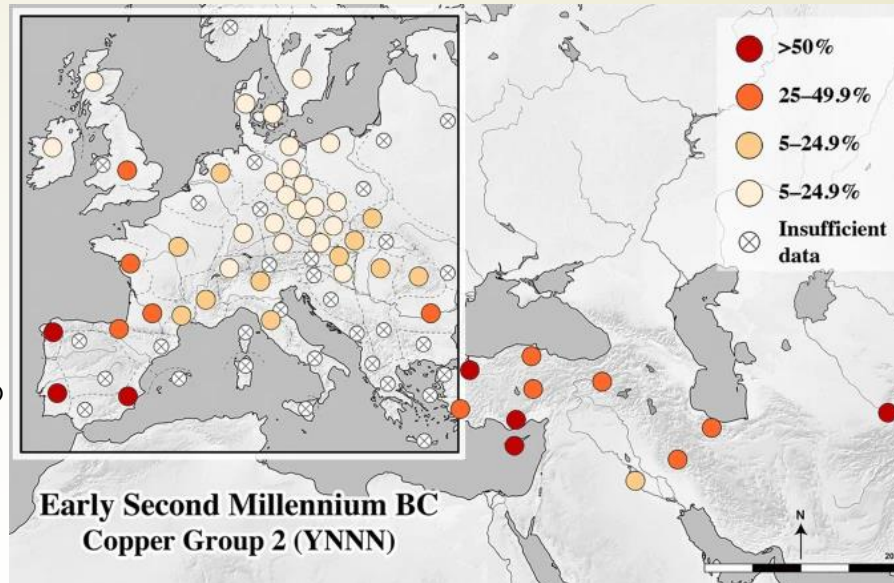 >50%
25–49.9%
5–24.9%
5–24.9%
Insufficient
data
Early Second Millennium BC
Copper Group 2 (YNNN)
N